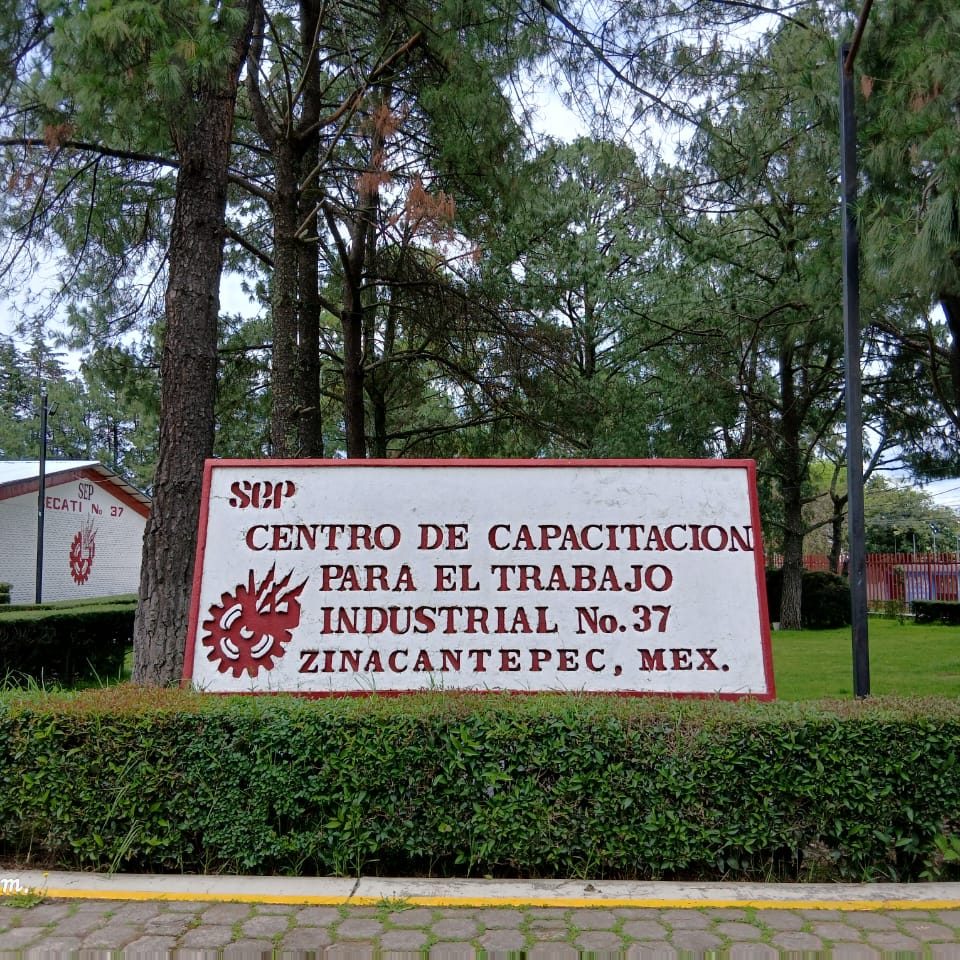 SEP
CENTRO DE CAPACITACION
PARA EL TRABAJO
INDUSTRIAL No. 37
ZINACANTEPEC, MEX.
SEP
ECATI No 37
m